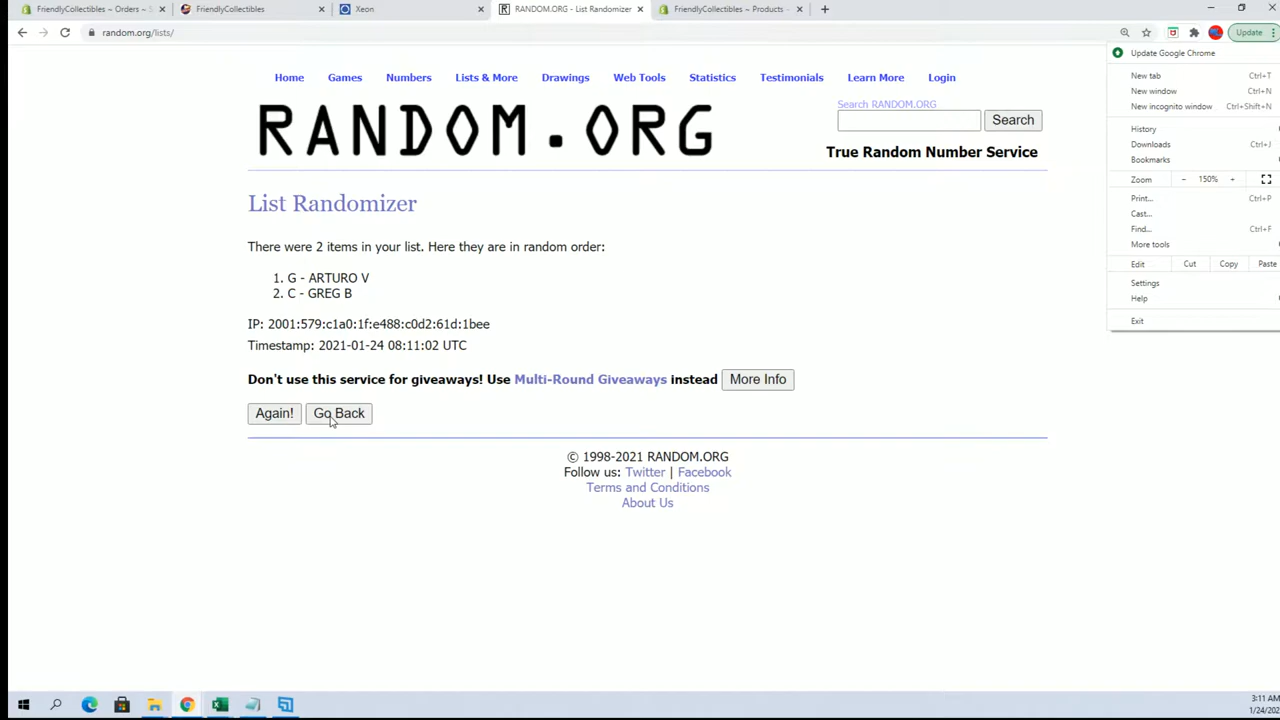 FriendlyCollectibles ~ Orders ~ S
FriendlyCollectibles
Xeon
RANDOM.ORG - List Randomizer
FriendlyCollectibles ~ Products ~
random.org/lists/
Update
Update Google Chrome
New tab Ctrl+T
New window Ctrl+N
New incognito window Ctrl+Shift+N
History
Downloads Ctrl+J
Bookmarks
Zoom - 150% +
Print... Ctrl+P
Cast...
Find... Ctrl+F
More tools
Edit Cut Copy Paste
Settings
Help
Exit
Home Games Numbers Lists & More Drawings Web Tools Statistics Testimonials Learn More Login
RANDOM.ORG
Search RANDOM.ORG
Search
True Random Number Service
List Randomizer
There were 2 items in your list. Here they are in random order:
1. G - ARTURO V
2. C - GREG B
IP: 2001:579:c1a0:1f:e488:c0d2:61d:1bee
Timestamp: 2021-01-24 08:11:02 UTC
Don't use this service for giveaways! Use Multi-Round Giveaways instead More Info
Again! Go Back
© 1998-2021 RANDOM.ORG
Follow us: Twitter | Facebook
Terms and Conditions
About Us
3:11 AM
1/24/202